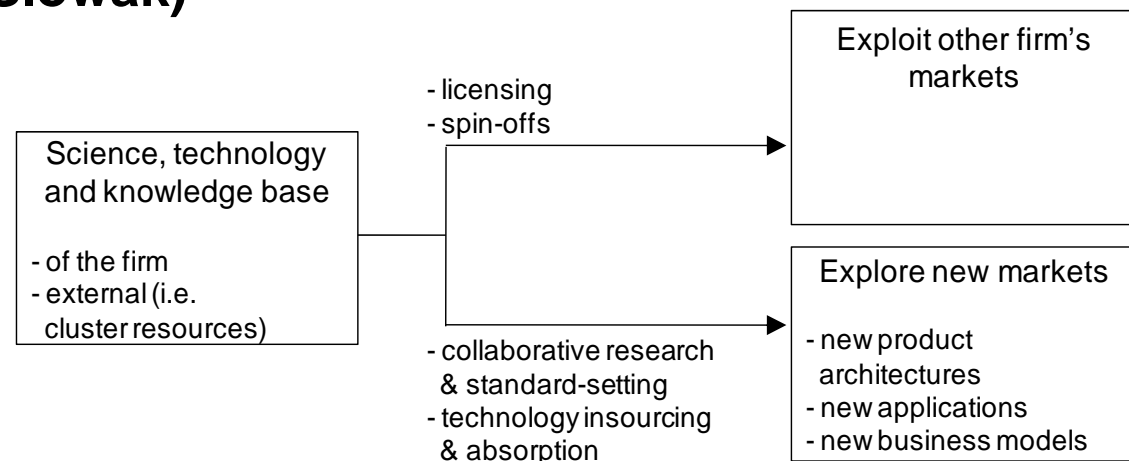 Science, technology
and knowledge base
- of the firm
- external (i.e.
cluster resources)
- licensing
- spin-offs
- collaborative research
& standard-setting
- technology insourcing
& absorption
Exploit other firm's
markets
Explore new markets
- new product
architectures
- new applications
- new business models